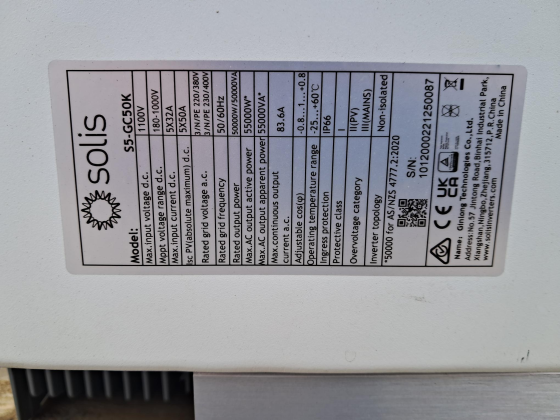 solis
Model: S5-GC50K
Max.input voltage d.c. 1100V
Mppt voltage range d.c. 180-1000V
Max.input current d.c. 5X32A
Isc PV(absolute maximum) d.c. 5X50A
Rated grid voltage a.c. 3/N/PE 220/380V
3/N/PE 230/400V
Rated grid frequency 50/60Hz
Rated output power 50000W/50000VA
Max.AC output active power 55000W*
Max.AC output apparent power 55000VA*
Max.continuous output
current a.c. 83.6A
Adjustable cos(φ) -0.8...1...+0.8
Operating temperature range -25...+60℃
Ingress protection IP66
Protective class I
Overvoltage category II(PV)
III(MAINS)
Inverter topology Non-isolated
*50000 for AS/NZS 4777.2:2020
S/N:
1012000221250087
CE UK CA
Name: Ginlong Technologies Co.,Ltd.
Address:No.57 Jintong Road,Binhai Industrial Park,
Xiangshan,Ningbo,Zhejiang,315712,P.R.China
www.solisinverters.com Made In China